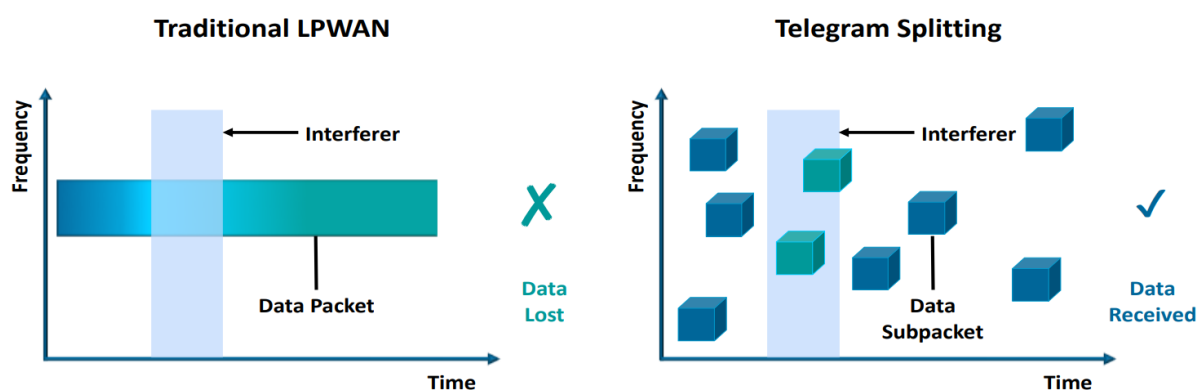 Traditional LPWAN
Frequency
Interferer
Data Packet
Data
Lost
Time
Telegram Splitting
Frequency
Interferer
Data
Subpacket
Data
Received
Time